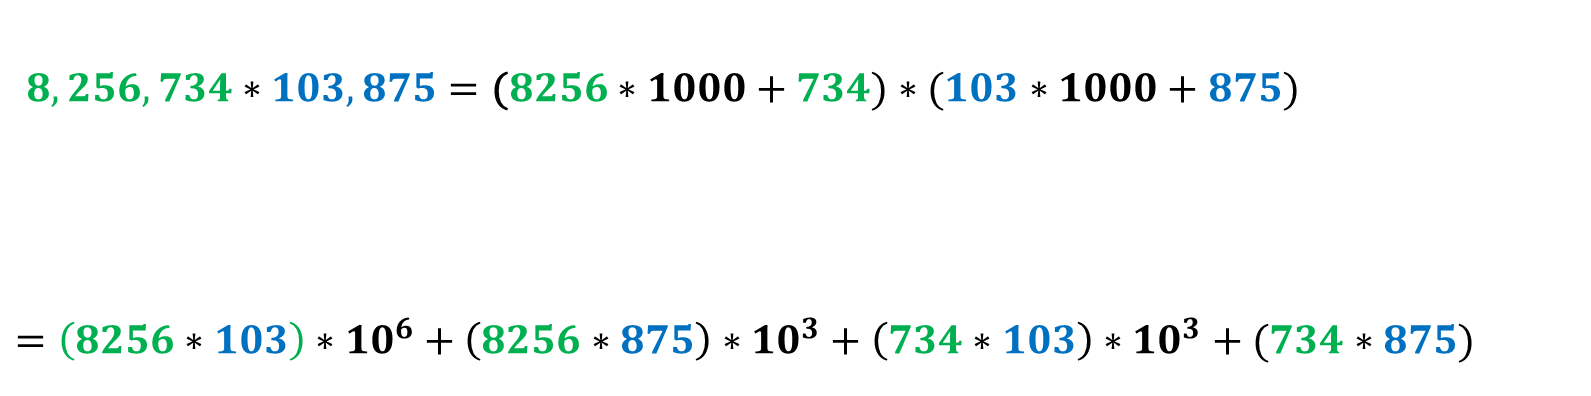 8,256,734 ∗ 103,875 = (8256 ∗ 1000 + 734) ∗ (103 ∗ 1000 + 875)
= (8256 ∗ 103) ∗ 10⁶ + (8256 ∗ 875) ∗ 10³ + (734 ∗ 103) ∗ 10³ + (734 ∗ 875)